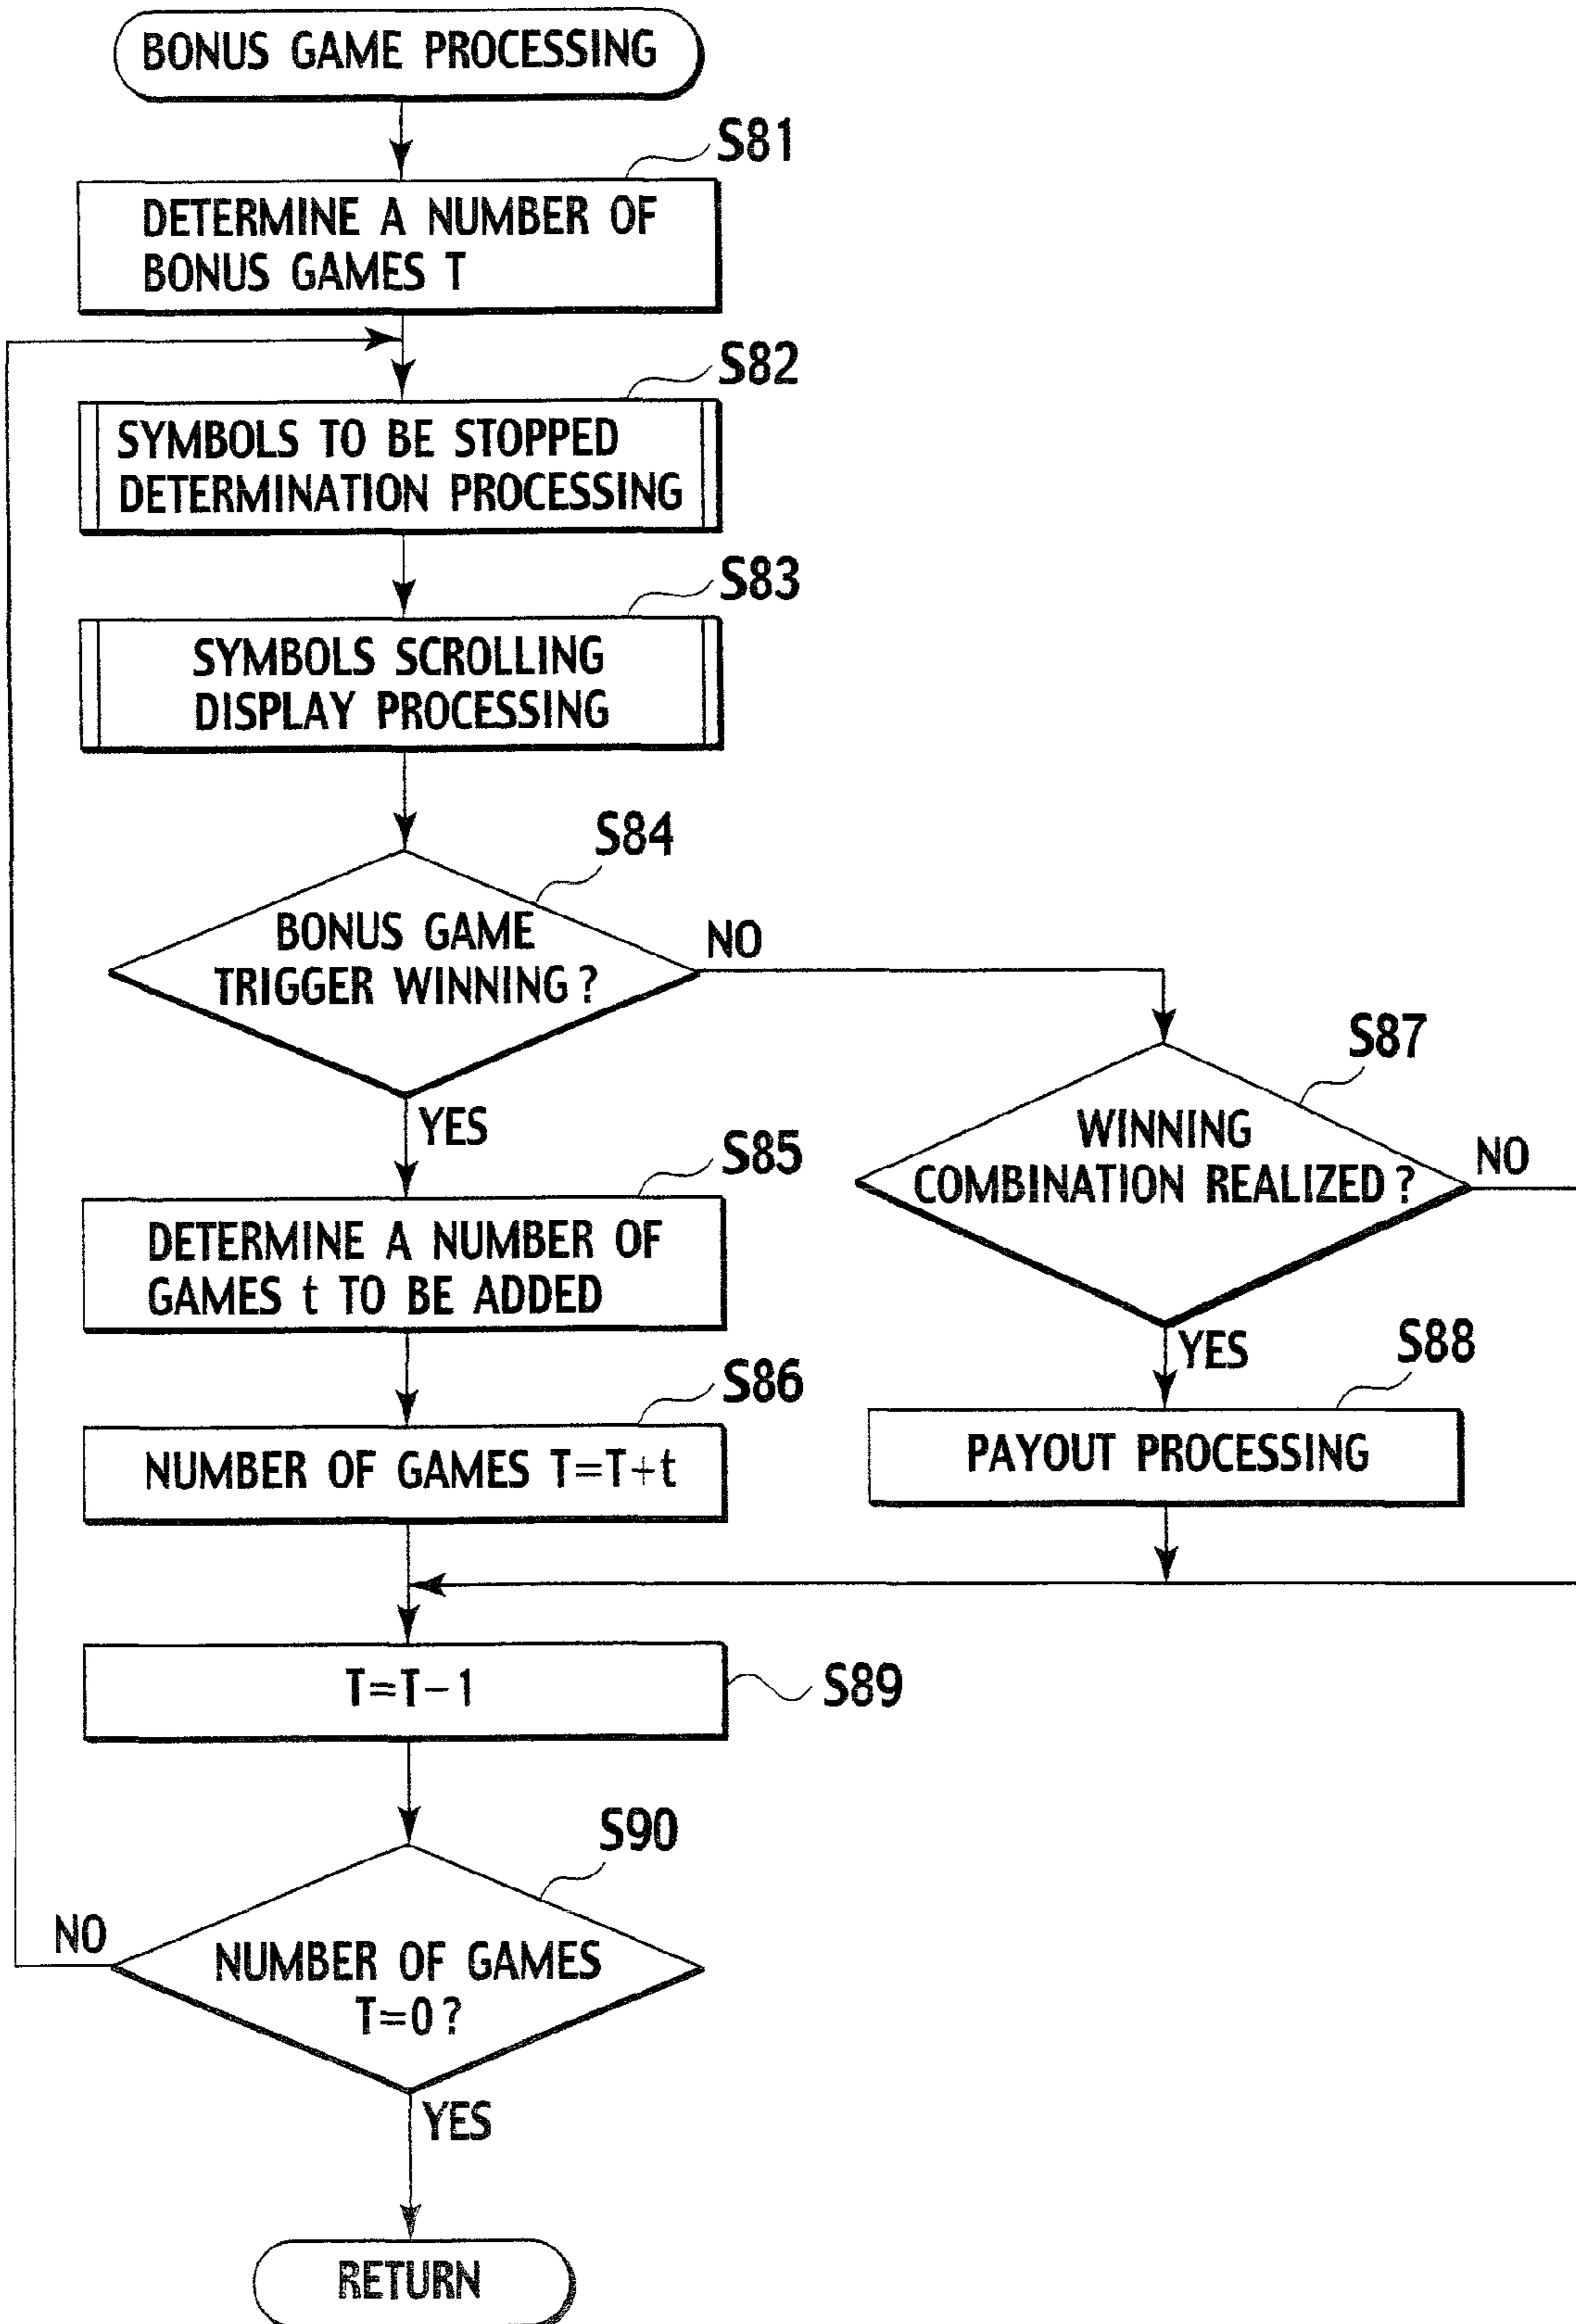 BONUS GAME PROCESSING
S81
DETERMINE A NUMBER OF
BONUS GAMES T
S82
SYMBOLS TO BE STOPPED
DETERMINATION PROCESSING
S83
SYMBOLS SCROLLING
DISPLAY PROCESSING
S84
BONUS GAME
TRIGGER WINNING?
NO
YES
S87
WINNING
COMBINATION REALIZED?
NO
YES
S85
DETERMINE A NUMBER OF
GAMES t TO BE ADDED
S86
NUMBER OF GAMES T=T+t
S88
PAYOUT PROCESSING
T=T-1
S89
S90
NUMBER OF GAMES
T=0?
NO
YES
RETURN